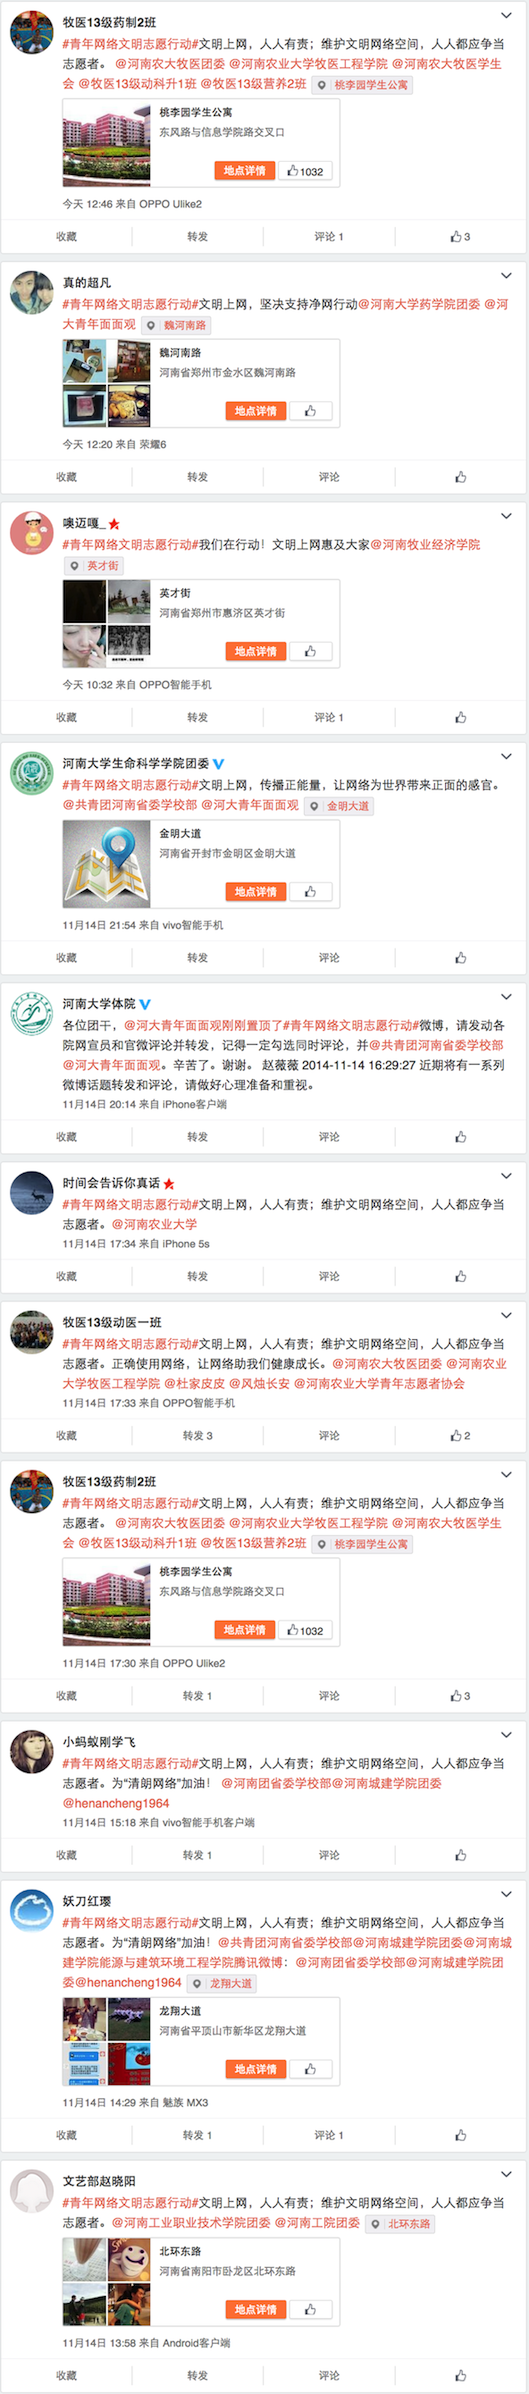 牧医13级药制2班
#青年网络文明志愿行动#文明上网，人人有责；维护文明网络空间，人人都应争当
志愿者。 @河南农大牧医团委 @河南农业大学牧医工程学院 @河南农大牧医学生
会 @牧医13级动科升1班 @牧医13级营养2班 桃李园学生公寓
桃李园学生公寓
东风路与信息学院路交叉口
地点详情 1032
今天 12:46 来自 OPPO Ulike2
收藏 转发 评论 1 3
真的超凡
#青年网络文明志愿行动#文明上网，坚决支持净网行动@河南大学药学院团委 @河
大青年面面观 魏河南路
魏河南路
河南省郑州市金水区魏河南路
地点详情
今天 12:20 来自 荣耀6
收藏 转发 评论
噢迈嘎_
#青年网络文明志愿行动#我们在行动！文明上网惠及大家@河南牧业经济学院
英才街
英才街
河南省郑州市惠济区英才街
地点详情
今天 10:32 来自 OPPO智能手机
收藏 转发 评论 1
河南大学生命科学学院团委
#青年网络文明志愿行动#文明上网，传播正能量，让网络为世界带来正面的感官。
@共青团河南省委学校部 @河大青年面面观 金明大道
金明大道
河南省开封市金明区金明大道
地点详情
11月14日 21:54 来自 vivo智能手机
收藏 转发 评论
河南大学体院
各位团干，@河大青年面面观刚刚置顶了#青年网络文明志愿行动#微博，请发动各
院网宣员和官微评论并转发，记得一定勾选同时评论，并@共青团河南省委学校部
@河大青年面面观。辛苦了。谢谢。 赵薇薇 2014-11-14 16:29:27 近期将有一系列
微博话题转发和评论，请做好心理准备和重视。
11月14日 20:14 来自 iPhone客户端
收藏 转发 评论
时间会告诉你真话
#青年网络文明志愿行动#文明上网，人人有责；维护文明网络空间，人人都应争当
志愿者。@河南农业大学
11月14日 17:34 来自 iPhone 5s
收藏 转发 评论
牧医13级动医一班
#青年网络文明志愿行动#文明上网，人人有责；维护文明网络空间，人人都应争当
志愿者。正确使用网络，让网络助我们健康成长。@河南农大牧医团委 @河南农业
大学牧医工程学院 @杜家皮皮 @风烛长安 @河南农业大学青年志愿者协会
11月14日 17:33 来自 OPPO智能手机
收藏 转发 3 评论 2
牧医13级药制2班
#青年网络文明志愿行动#文明上网，人人有责；维护文明网络空间，人人都应争当
志愿者。 @河南农大牧医团委 @河南农业大学牧医工程学院 @河南农大牧医学生
会 @牧医13级动科升1班 @牧医13级营养2班 桃李园学生公寓
桃李园学生公寓
东风路与信息学院路交叉口
地点详情 1032
11月14日 17:30 来自 OPPO Ulike2
收藏 转发 1 评论 3
小蚂蚁刚学飞
#青年网络文明志愿行动#文明上网，人人有责；维护文明网络空间，人人都应争当
志愿者。为“清朗网络”加油！ @河南团省委学校部@河南城建学院团委
@henancheng1964
11月14日 15:18 来自 vivo智能手机客户端
收藏 转发 1 评论
妖刀红璎
#青年网络文明志愿行动#文明上网，人人有责；维护文明网络空间，人人都应争当
志愿者。为“清朗网络”加油！@共青团河南省委学校部@河南城建学院团委@河南城
建学院能源与建筑环境工程学院腾讯微博：@河南团省委学校部@河南城建学院团
委@henancheng1964 龙翔大道
龙翔大道
河南省平顶山市新华区龙翔大道
地点详情
11月14日 14:29 来自 魅族 MX3
收藏 转发 1 评论 1
文艺部赵晓阳
#青年网络文明志愿行动#文明上网，人人有责；维护文明网络空间，人人都应争当
志愿者。@河南工业职业技术学院团委 @河南工院团委 北环东路
北环东路
河南省南阳市卧龙区北环东路
地点详情
11月14日 13:58 来自 Android客户端
收藏 转发 评论